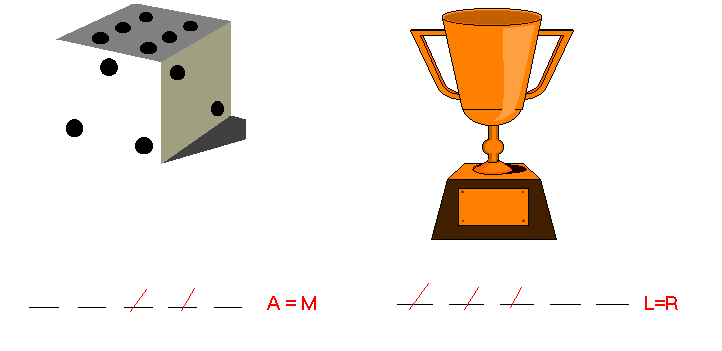 A = M
L=R